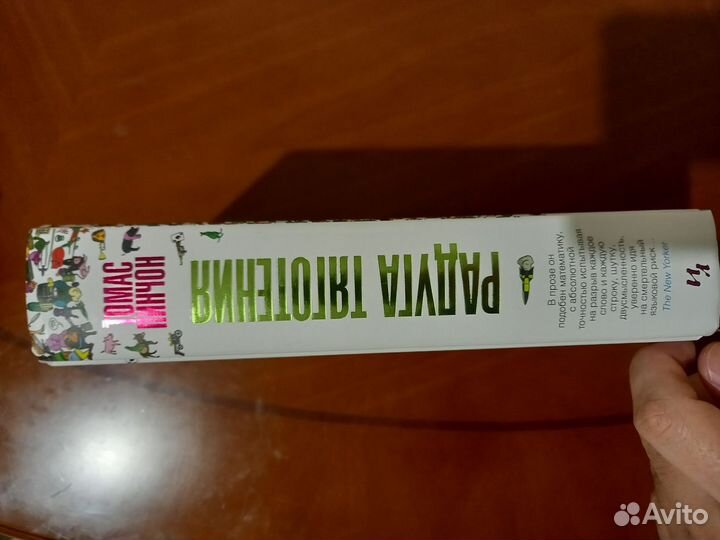 ТОМАС
ПИНЧОН
РАДУГА ТЯГОТЕНИЯ
В прозе он
подобен математику,
с абсолютной
точностью испытывая
на разрыв каждое
слово и каждую
строку, шутку,
двусмысленность,
уверенно идя
на смертельный
языковой риск...
The New Yorker
Avito